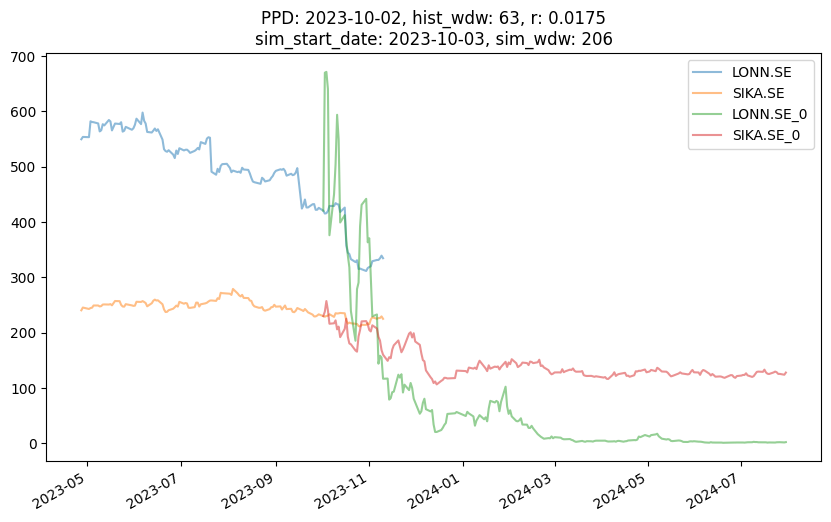 PPD: 2023-10-02, hist_wdw: 63, r: 0.0175
sim_start_date: 2023-10-03, sim_wdw: 206
LONN.SE
SIKA.SE
LONN.SE_0
SIKA.SE_0
700
600
500
400
300
200
100
0
2023-05
2023-07
2023-09
2023-11
2024-01
2024-03
2024-05
2024-07